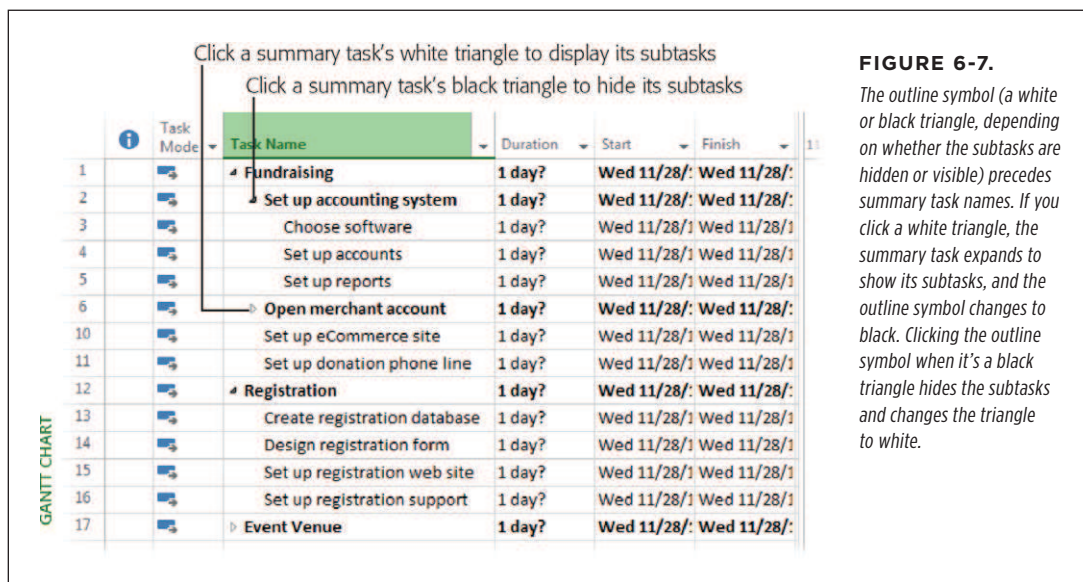 Click a summary task's white triangle to display its subtasks
Click a summary task's black triangle to hide its subtasks
Task Mode Task Name Duration Start Finish 11
1 Fundraising 1 day? Wed 11/28/: Wed 11/28/:
2 Set up accounting system 1 day? Wed 11/28/: Wed 11/28/:
3 Choose software 1 day? Wed 11/28/1 Wed 11/28/1
4 Set up accounts 1 day? Wed 11/28/1 Wed 11/28/1
5 Set up reports 1 day? Wed 11/28/1 Wed 11/28/1
6 Open merchant account 1 day? Wed 11/28/: Wed 11/28/:
10 Set up eCommerce site 1 day? Wed 11/28/1 Wed 11/28/1
11 Set up donation phone line 1 day? Wed 11/28/1 Wed 11/28/1
12 Registration 1 day? Wed 11/28/: Wed 11/28/:
13 Create registration database 1 day? Wed 11/28/1 Wed 11/28/1
14 Design registration form 1 day? Wed 11/28/1 Wed 11/28/1
15 Set up registration web site 1 day? Wed 11/28/1 Wed 11/28/1
16 Set up registration support 1 day? Wed 11/28/1 Wed 11/28/1
17 Event Venue 1 day? Wed 11/28/: Wed 11/28/:
GANTT CHART
FIGURE 6-7.
The outline symbol (a white
or black triangle, depending
on whether the subtasks are
hidden or visible) precedes
summary task names. If you
click a white triangle, the
summary task expands to
show its subtasks, and the
outline symbol changes to
black. Clicking the outline
symbol when it's a black
triangle hides the subtasks
and changes the triangle
to white.